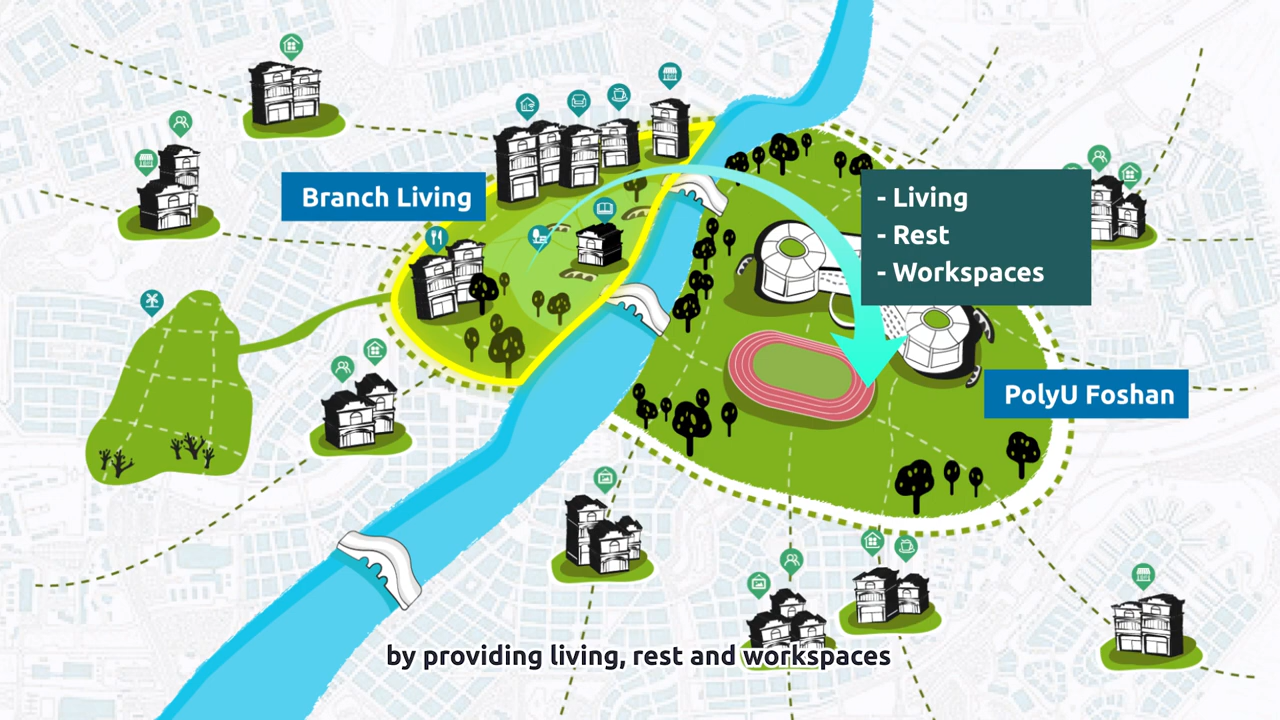 Branch Living
- Living
- Rest
- Workspaces
PolyU Foshan
by providing living, rest and workspaces